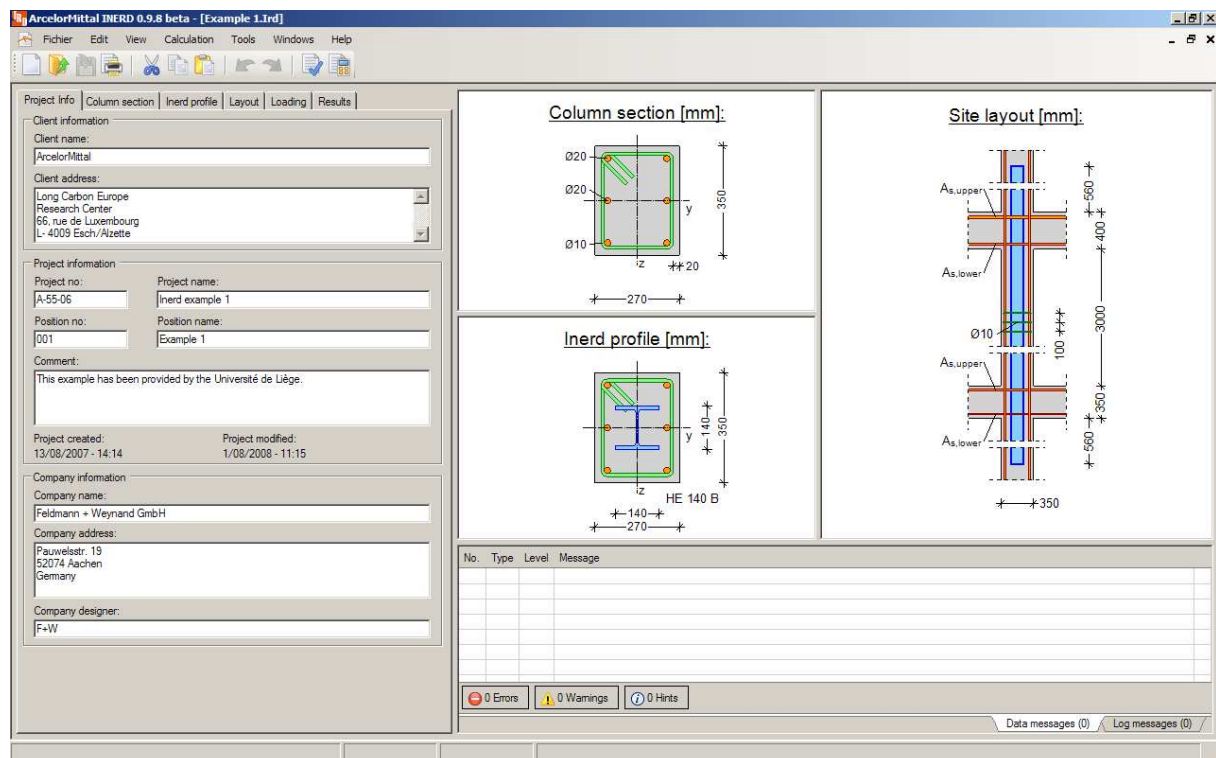 ArcelorMittal INERD 0.9.8 beta - [Example 1.Ird]
Fichier Edit View Calculation Tools Windows Help
Project Info Column section Inerd profile Layout Loading Results
Client information
Client name:
ArcelorMittal
Client address:
Long Carbon Europe
Research Center
66, rue de Luxembourg
L- 4009 Esch/Alzette
Project information
Project no: Project name:
A-55-06 Inerd example 1
Position no: Position name:
001 Example 1
Comment:
This example has been provided by the Université de Liège.
Project created: Project modified:
13/08/2007 - 14:14 1/08/2008 - 11:15
Company information
Company name:
Feldmann + Weynand GmbH
Company address:
Pauwelsstr. 19
52074 Aachen
Germany
Company designer:
F+W
Column section [mm]:
Ø20
Ø20
y
350
Ø10
z
20
270
Inerd profile [mm]:
y
140
350
z
HE 140 B
140
270
Site layout [mm]:
As,upper
560
400
As,lower
3000
Ø10
100
As,upper
350
As,lower
560
350
No. Type Level Message
0 Errors 0 Warnings 0 Hints
Data messages (0) Log messages (0)